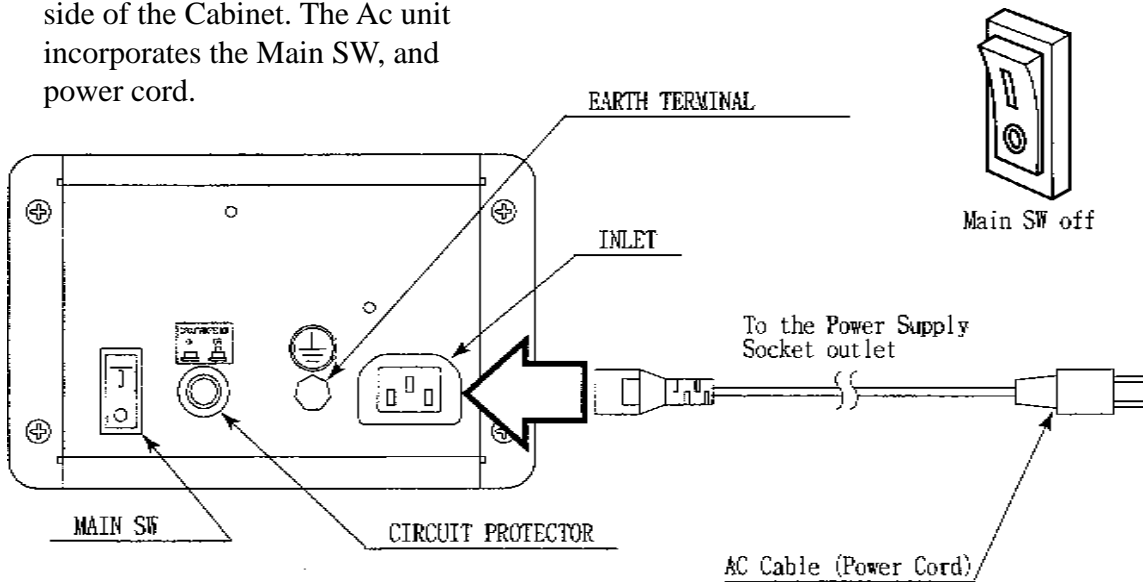 side of the Cabinet. The Ac unit
incorporates the Main SW, and
power cord.
EARTH TERMINAL
Main SW off
INLET
To the Power Supply
Socket outlet
MAIN SW
CIRCUIT PROTECTOR
AC Cable (Power Cord)